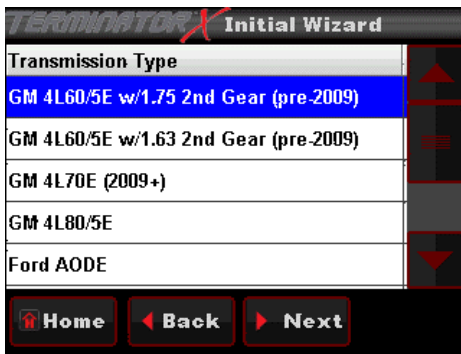 TERMINATOR X Initial Wizard
Transmission Type
GM 4L60/5E w/1.75 2nd Gear (pre-2009)
GM 4L60/5E w/1.63 2nd Gear (pre-2009)
GM 4L70E (2009+)
GM 4L80/5E
Ford AODE
Home Back Next